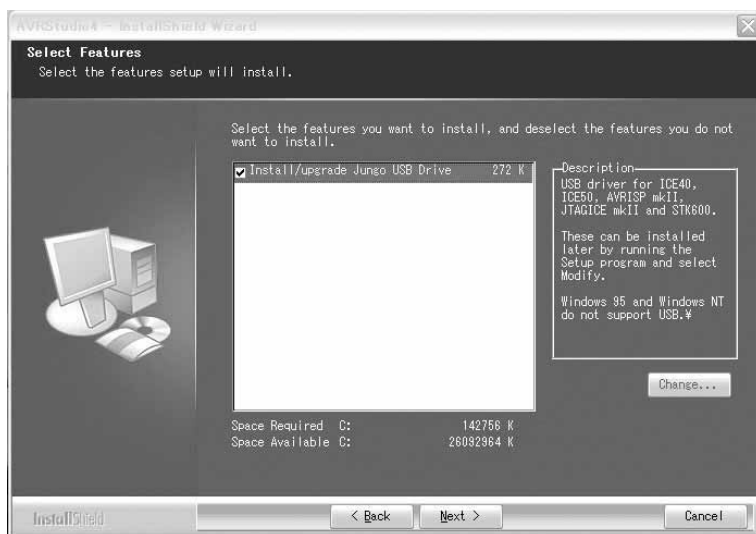 AVRStudio4 - InstallShield Wizard
Select Features
Select the features setup will install.
Select the features you want to install, and deselect the features you do not
want to install.
Install/upgrade Jungo USB Drive 272 K
Description
USB driver for ICE40,
ICE50, AVRISP mkII,
JTAGICE mkII and STK600.
These can be installed
later by running the
Setup program and select
Modify.
Windows 95 and Windows NT
do not support USB.¥
Change...
Space Required C: 142756 K
Space Available C: 26092964 K
InstallShield
< Back
Next >
Cancel